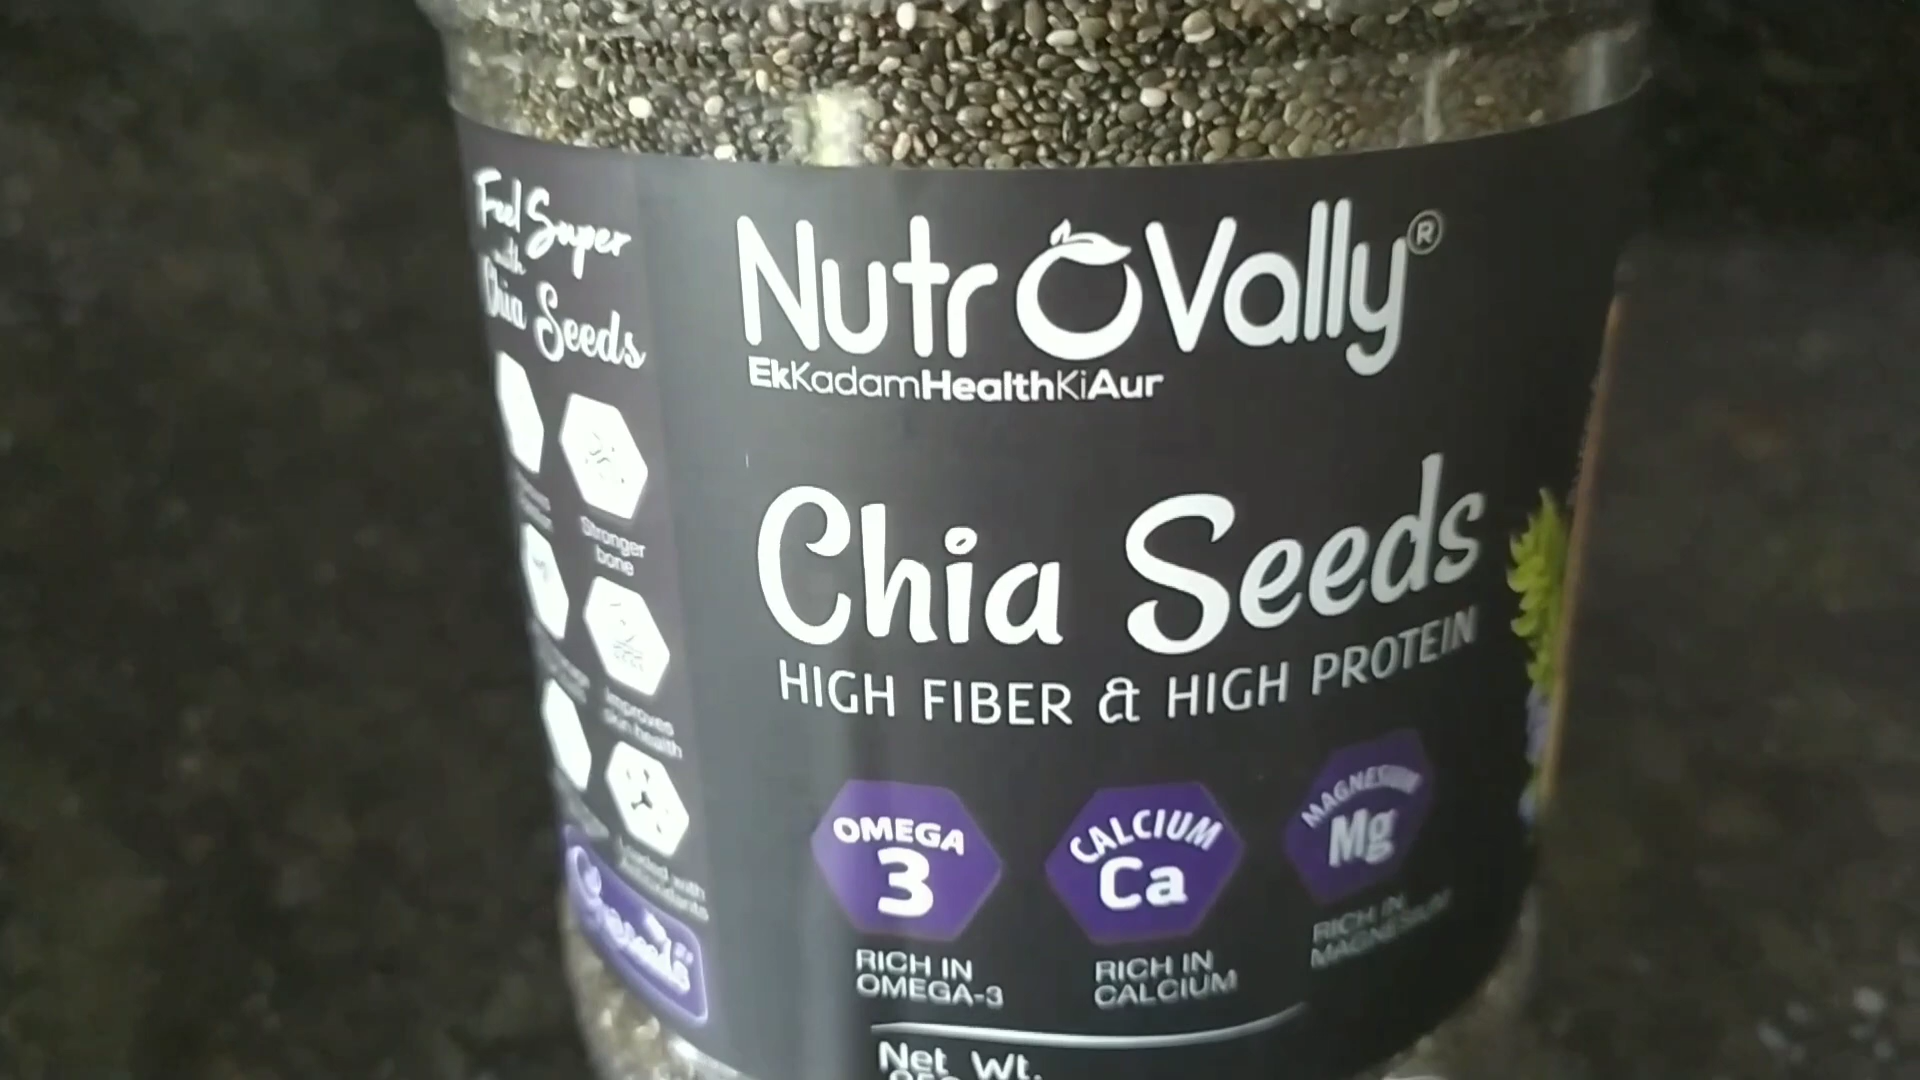 Feel Super
with
Chia Seeds
Stronger
bone
Improves
skin health
Loaded with
Antioxidants
NutrOVally®
EkKadamHealthKiAur
Chia Seeds
HIGH FIBER & HIGH PROTEIN
OMEGA
3
RICH IN
OMEGA-3
CALCIUM
Ca
RICH IN
CALCIUM
MAGNESIUM
Mg
RICH IN
MAGNESIUM
Net Wt.